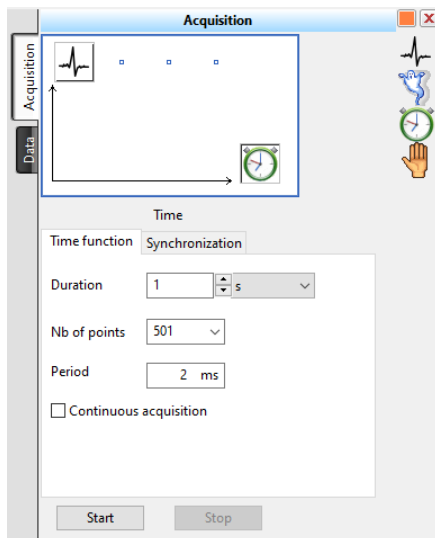 Acquisition
Acquisition
Data
Time
Time function
Synchronization
Duration
1
s
Nb of points
501
Period
2 ms
Continuous acquisition
Start
Stop